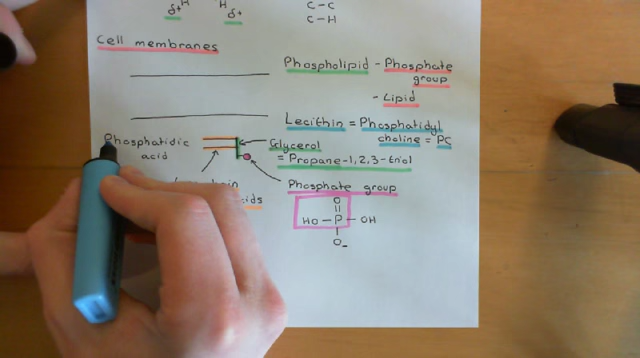 δ+ H H δ+
C-C
C-H
Cell membranes
Phospholipid - Phosphate
group
- Lipid
Lecithin = Phosphatidyl
choline = PC
Phosphatidic
acid
Glycerol
= Propane-1,2,3-triol
Phosphate group
O
HO-P-OH
O-